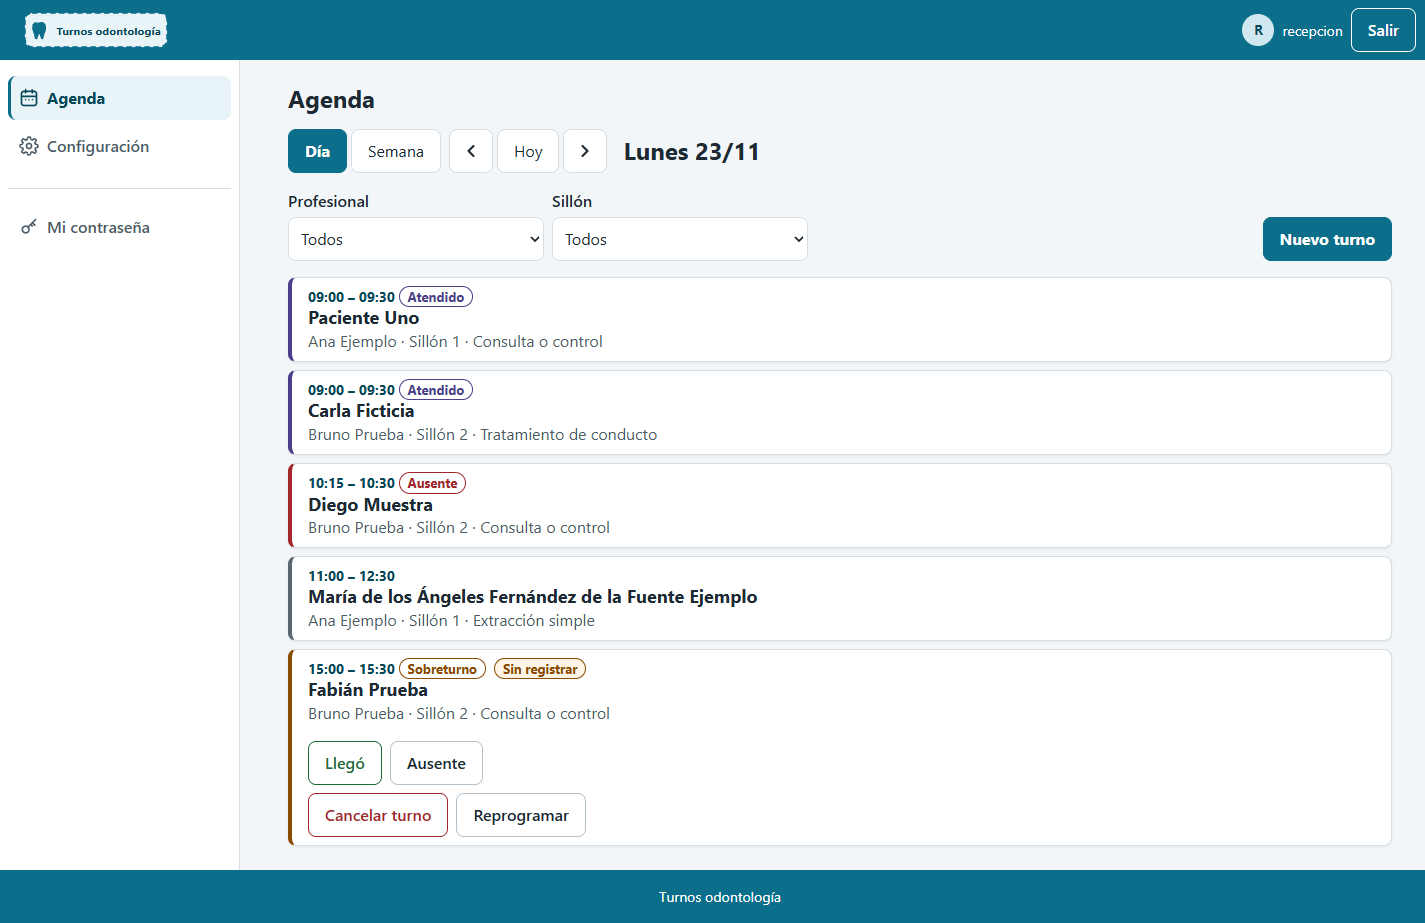 Turnos odontología
R recepcion Salir
Agenda
Configuración
Mi contraseña
Agenda
Día Semana Hoy Lunes 23/11
Profesional Sillón
Todos Todos Nuevo turno
09:00 – 09:30 Atendido
Paciente Uno
Ana Ejemplo · Sillón 1 · Consulta o control
09:00 – 09:30 Atendido
Carla Ficticia
Bruno Prueba · Sillón 2 · Tratamiento de conducto
10:15 – 10:30 Ausente
Diego Muestra
Bruno Prueba · Sillón 2 · Consulta o control
11:00 – 12:30
María de los Ángeles Fernández de la Fuente Ejemplo
Ana Ejemplo · Sillón 1 · Extracción simple
15:00 – 15:30 Sobreturno Sin registrar
Fabián Prueba
Bruno Prueba · Sillón 2 · Consulta o control
Llegó Ausente
Cancelar turno Reprogramar
Turnos odontología